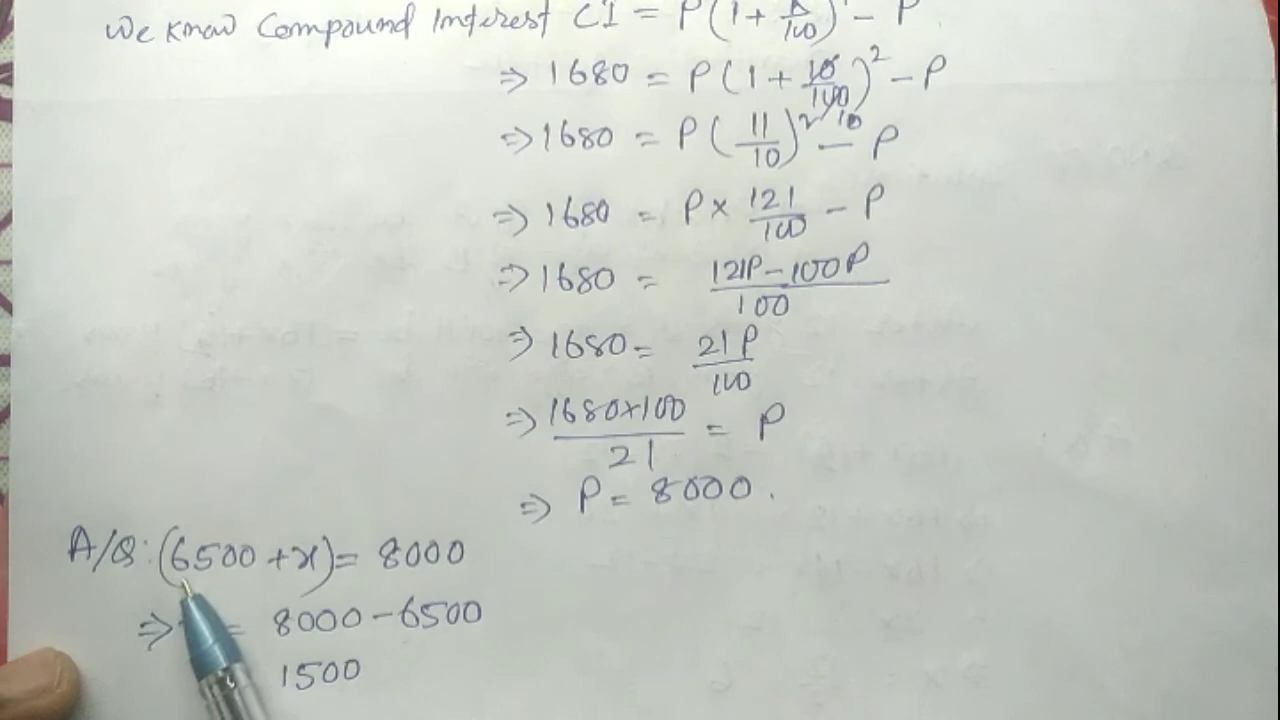 We know Compound Interest CI = P(1 + R/100) - P
⇒ 1680 = P(1 + 10/100)² - P
10
⇒ 1680 = P(11/10)² - P
⇒ 1680 = P × 121/100 - P
⇒ 1680 = 121P - 100P/100
⇒ 1680 = 21P/100
⇒ 1680×100/21 = P
⇒ P = 8000.
A/Q: (6500 + x) = 8000
⇒ = 8000 - 6500
1500